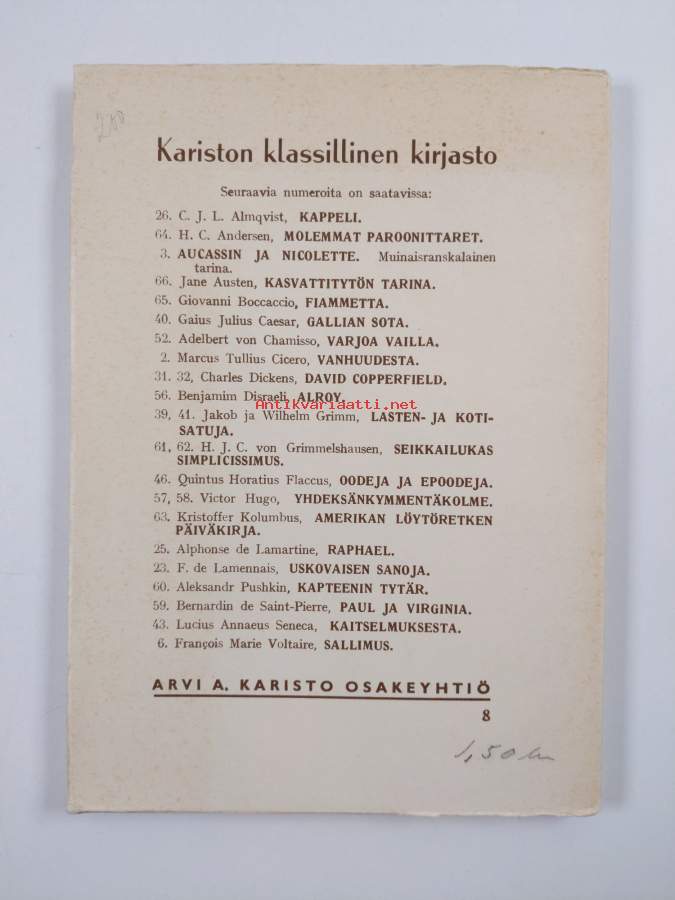 200
Kariston klassillinen kirjasto
Seuraavia numeroita on saatavissa:
26. C. J. L. Almqvist, KAPPELI.
64. H. C. Andersen, MOLEMMAT PAROONITTARET.
3. AUCASSIN JA NICOLETTE. Muinaisranskalainen
tarina.
66. Jane Austen, KASVATTITYTÖN TARINA.
65. Giovanni Boccaccio, FIAMMETTA.
40. Gaius Julius Caesar, GALLIAN SOTA.
52. Adelbert von Chamisso, VARJOA VAILLA.
2. Marcus Tullius Cicero, VANHUUDESTA.
31. 32, Charles Dickens, DAVID COPPERFIELD.
56. Benjamim Disraeli, ALROY.
Antikvariaatti.net
39, 41. Jakob ja Wilhelm Grimm, LASTEN- JA KOTI-
SATUJA.
61, 62. H. J. C. von Grimmelshausen, SEIKKAILUKAS
SIMPLICISSIMUS.
46. Quintus Horatius Flaccus, OODEJA JA EPOODEJA.
57, 58. Victor Hugo, YHDEKSÄNKYMMENTÄKOLME.
63. Kristoffer Kolumbus, AMERIKAN LÖYTÖRETKEN
PÄIVÄKIRJA.
25. Alphonse de Lamartine, RAPHAEL.
23. F. de Lamennais, USKOVAISEN SANOJA.
60. Aleksandr Pushkin, KAPTEENIN TYTÄR.
59. Bernardin de Saint-Pierre, PAUL JA VIRGINIA.
43. Lucius Annaeus Seneca, KAITSELMUKSESTA.
6. François Marie Voltaire, SALLIMUS.
ARVI A. KARISTO OSAKEYHTIÖ
8
1,50